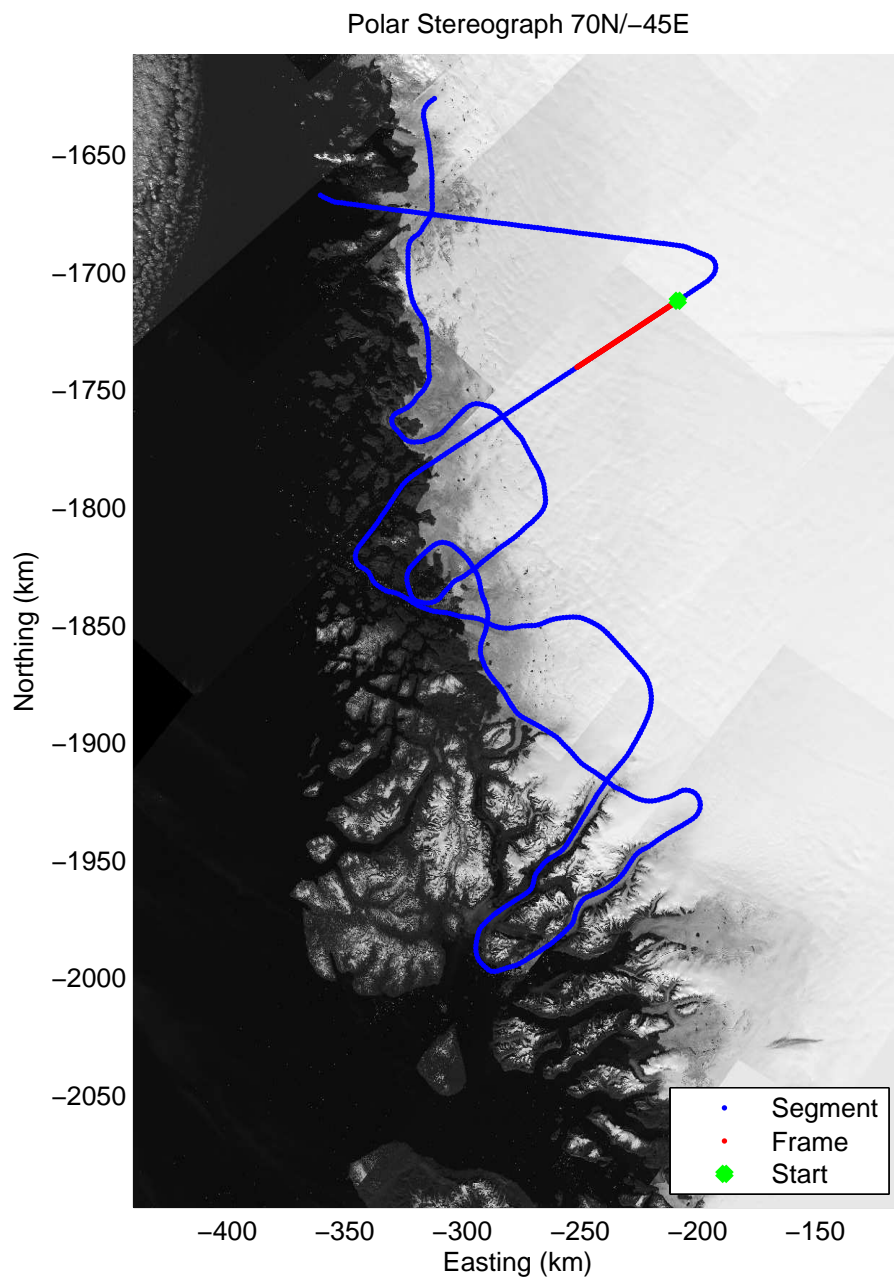 Polar Stereograph 70N/−45E
Northing (km)
−1650
−1700
−1750
−1800
−1850
−1900
−1950
−2000
−2050
Segment
Frame
Start
−400 −350 −300 −250 −200 −150
Easting (km)